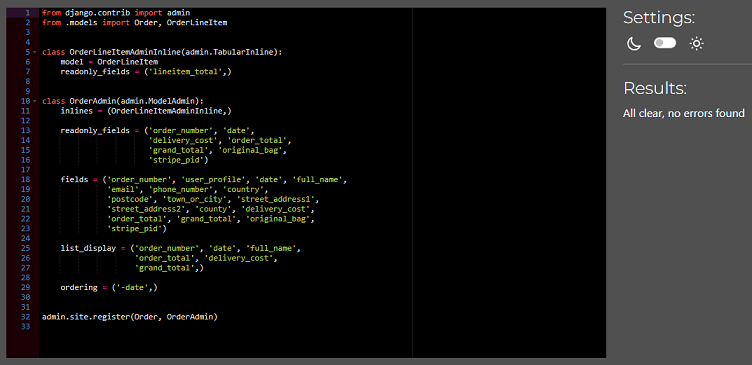 1 from django.contrib import admin
2 from .models import Order, OrderLineItem
3
4
5 class OrderLineItemAdminInline(admin.TabularInline):
6     model = OrderLineItem
7     readonly_fields = ('lineitem_total',)
8
9
10 class OrderAdmin(admin.ModelAdmin):
11     inlines = (OrderLineItemAdminInline,)
12
13     readonly_fields = ('order_number', 'date',
14                        'delivery_cost', 'order_total',
15                        'grand_total', 'original_bag',
16                        'stripe_pid')
17
18     fields = ('order_number', 'user_profile', 'date', 'full_name',
19               'email', 'phone_number', 'country',
20               'postcode', 'town_or_city', 'street_address1',
21               'street_address2', 'county', 'delivery_cost',
22               'order_total', 'grand_total', 'original_bag',
23               'stripe_pid')
24
25     list_display = ('order_number', 'date', 'full_name',
26                     'order_total', 'delivery_cost',
27                     'grand_total',)
28
29     ordering = ('-date',)
30
31
32 admin.site.register(Order, OrderAdmin)
33
Settings:
Results:
All clear, no errors found